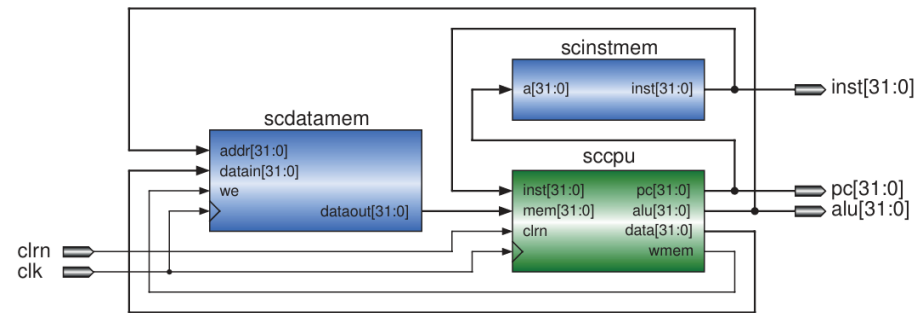 scinstmem
a[31:0] inst[31:0]
inst[31:0]
scdatamem
addr[31:0]
datain[31:0]
we
dataout[31:0]
sccpu
inst[31:0] pc[31:0]
mem[31:0] alu[31:0]
clrn data[31:0]
wmem
pc[31:0]
alu[31:0]
clrn
clk